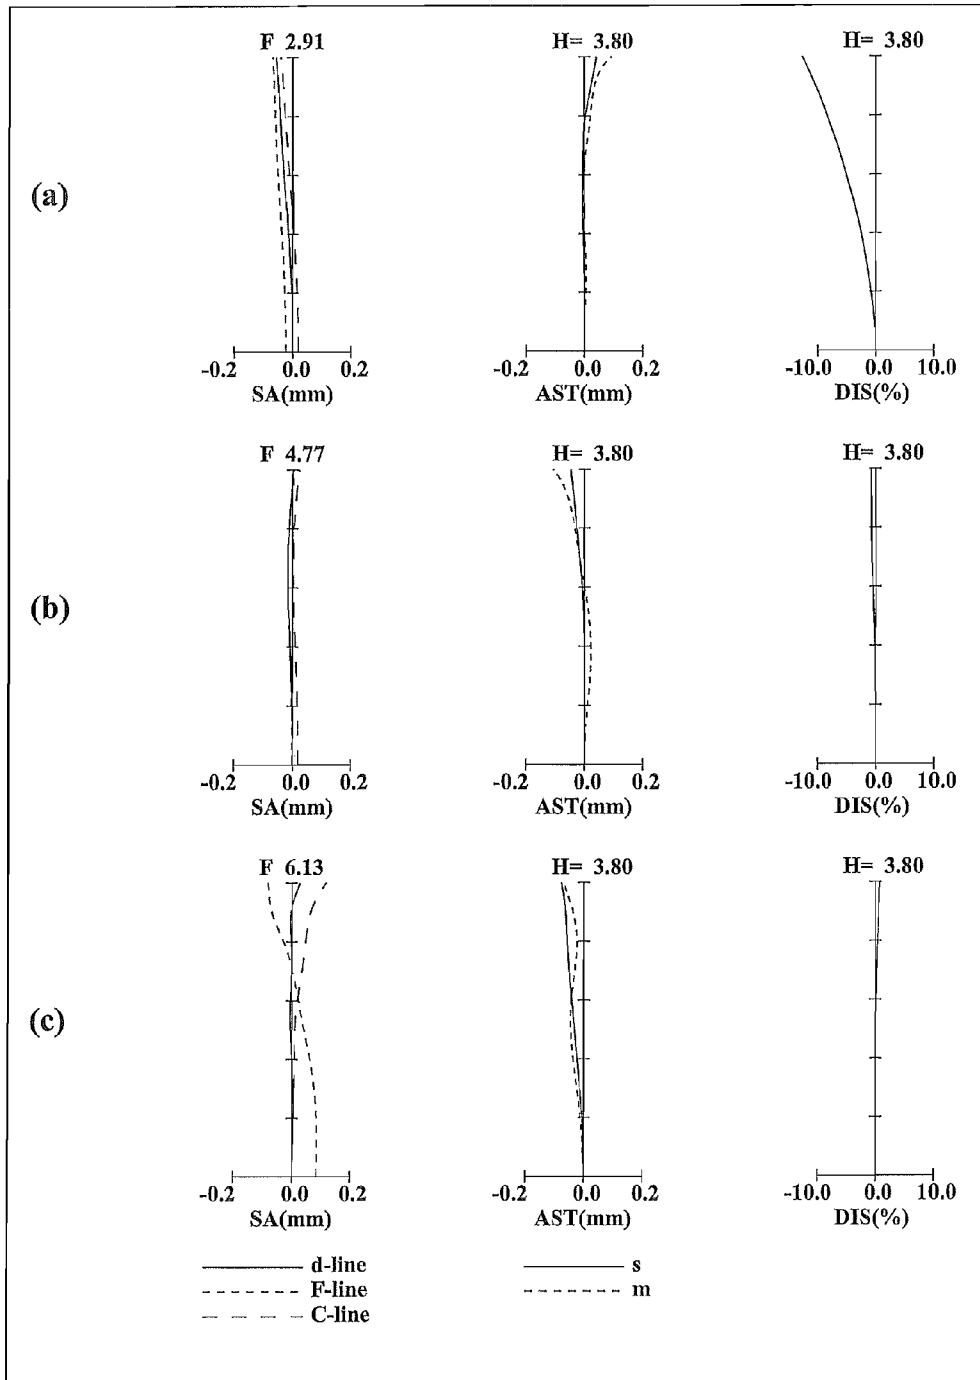 F 2.91 H= 3.80 H= 3.80
(a)
-0.2 0.0 0.2 -0.2 0.0 0.2 -10.0 0.0 10.0
SA(mm) AST(mm) DIS(%)
F 4.77 H= 3.80 H= 3.80
(b)
-0.2 0.0 0.2 -0.2 0.0 0.2 -10.0 0.0 10.0
SA(mm) AST(mm) DIS(%)
F 6.13 H= 3.80 H= 3.80
(c)
-0.2 0.0 0.2 -0.2 0.0 0.2 -10.0 0.0 10.0
SA(mm) AST(mm) DIS(%)
d-line s
F-line m
C-line